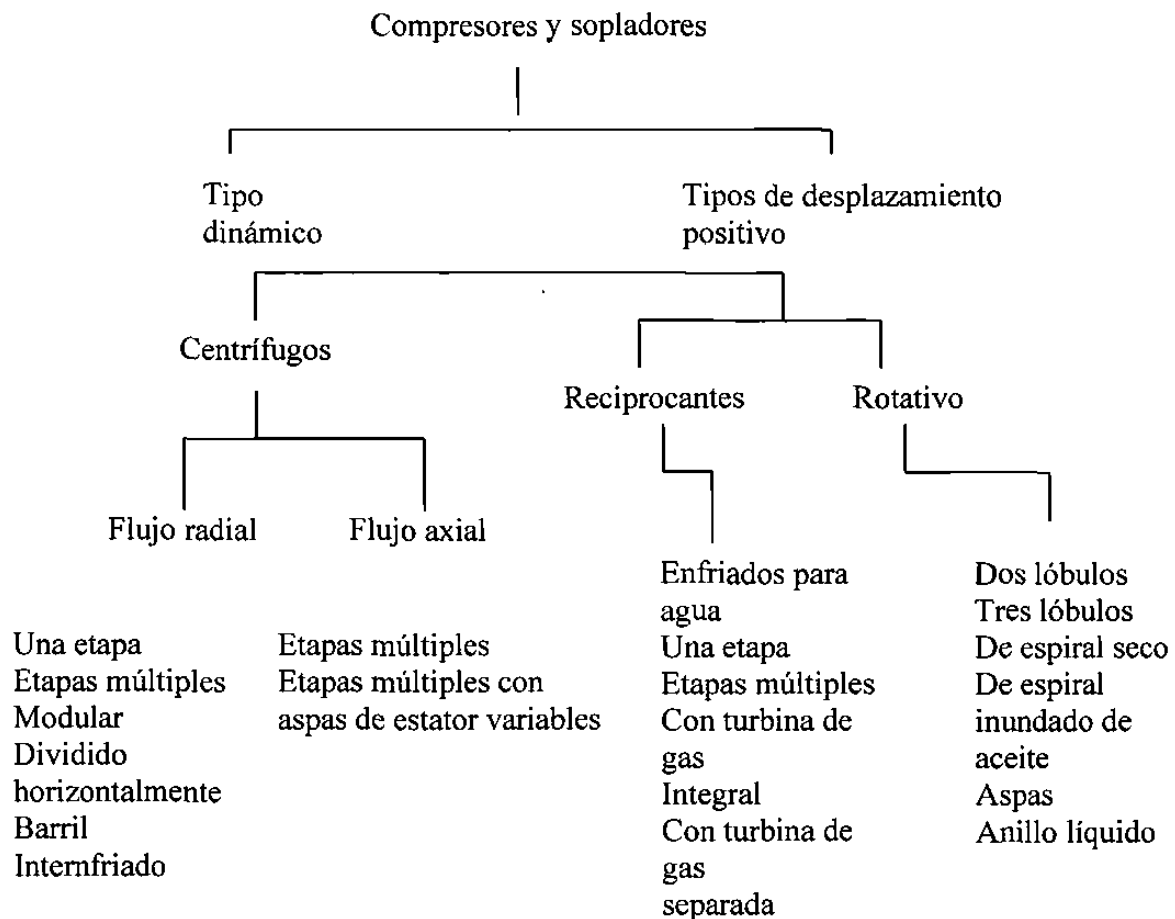 Compresores y sopladores
Tipo
dinámico
Tipos de desplazamiento
positivo
Centrífugos
Reciprocantes
Rotativo
Flujo radial
Flujo axial
Una etapa
Etapas múltiples
Modular
Dividido
horizontalmente
Barril
Internfriado
Etapas múltiples
Etapas múltiples con
aspas de estator variables
Enfriados para
agua
Una etapa
Etapas múltiples
Con turbina de
gas
Integral
Con turbina de
gas
separada
Dos lóbulos
Tres lóbulos
De espiral seco
De espiral
inundado de
aceite
Aspas
Anillo líquido